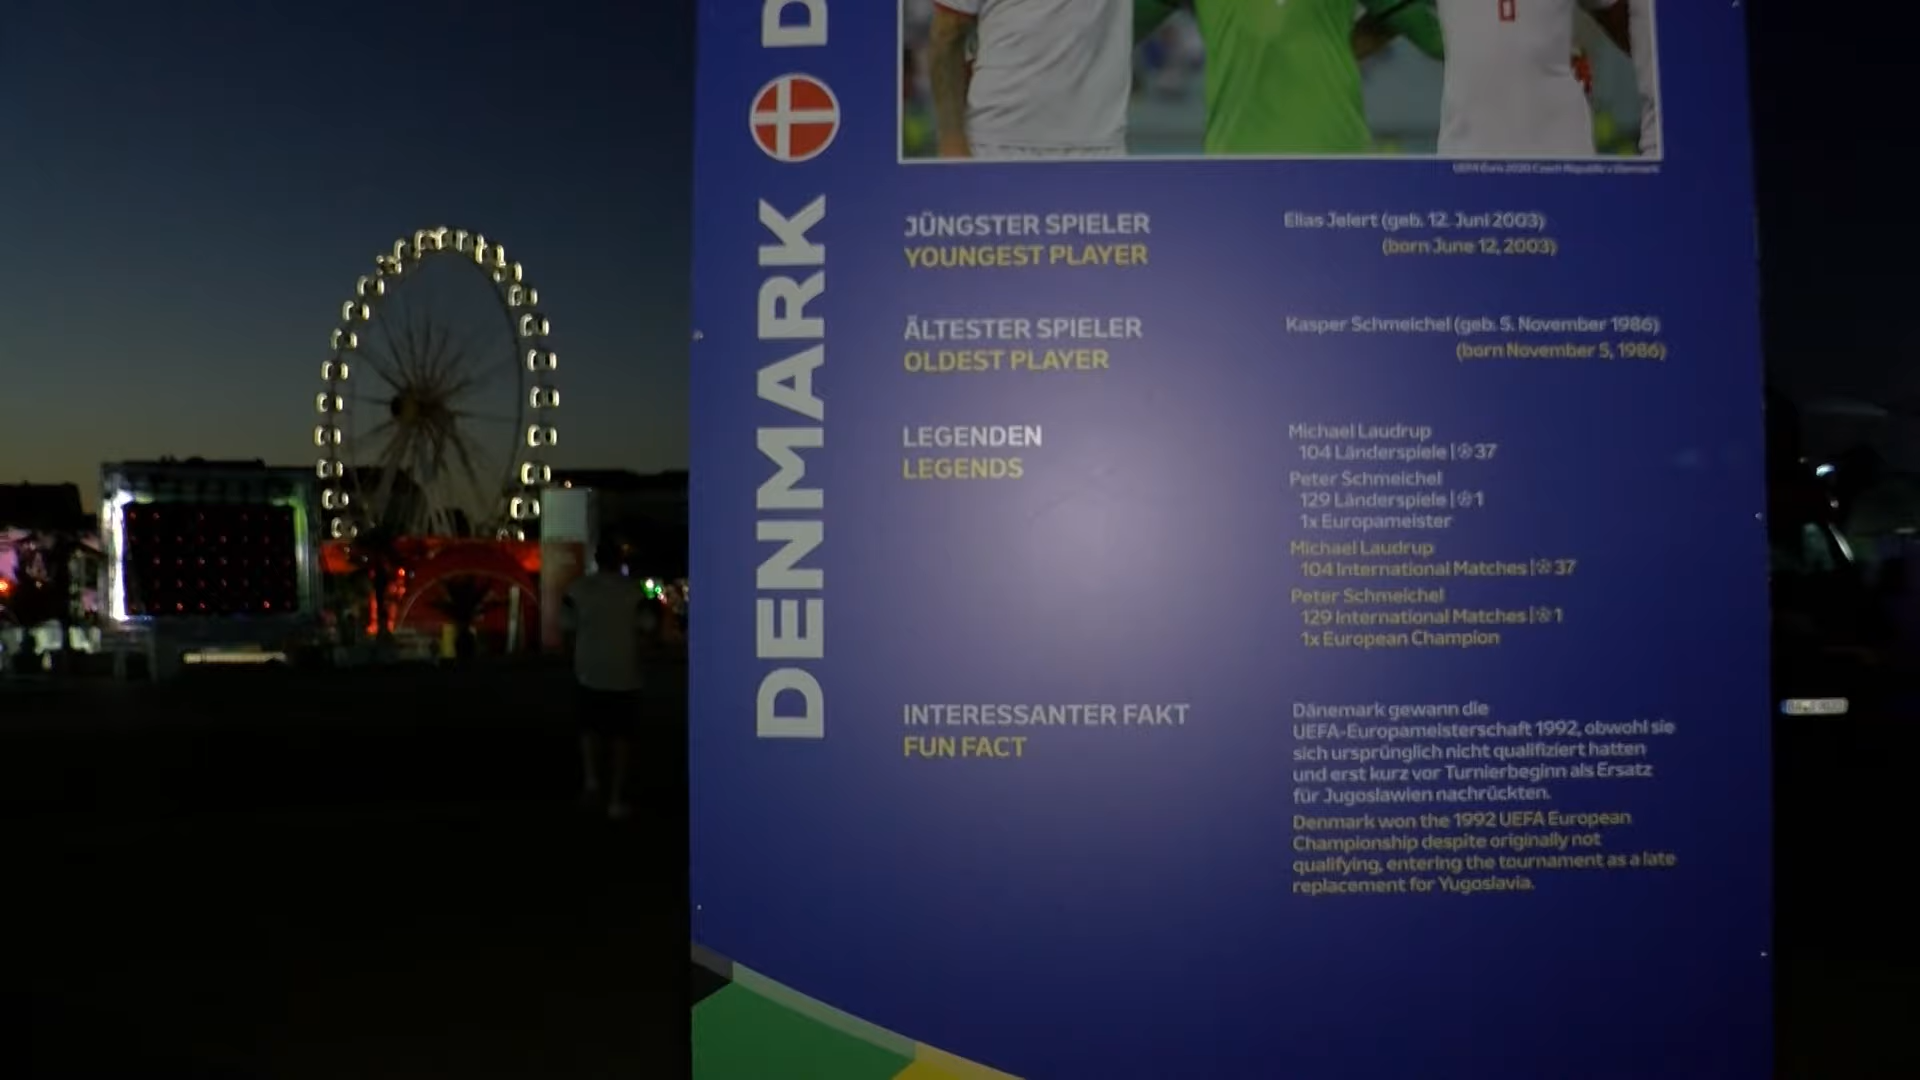 DENMARK D
UEFA Euro 2020 Czech Republic v Denmark
JÜNGSTER SPIELER
YOUNGEST PLAYER
Elias Jelert (geb. 12. Juni 2003)
(born June 12, 2003)
ÄLTESTER SPIELER
OLDEST PLAYER
Kasper Schmeichel (geb. 5. November 1986)
(born November 5, 1986)
LEGENDEN
LEGENDS
Michael Laudrup
104 Länderspiele | 37
Peter Schmeichel
129 Länderspiele | 1
1x Europameister
Michael Laudrup
104 International Matches | 37
Peter Schmeichel
129 International Matches | 1
1x European Champion
INTERESSANTER FAKT
FUN FACT
Dänemark gewann die
UEFA-Europameisterschaft 1992, obwohl sie
sich ursprünglich nicht qualifiziert hatten
und erst kurz vor Turnierbeginn als Ersatz
für Jugoslawien nachrückten.
Denmark won the 1992 UEFA European
Championship despite originally not
qualifying, entering the tournament as a late
replacement for Yugoslavia.